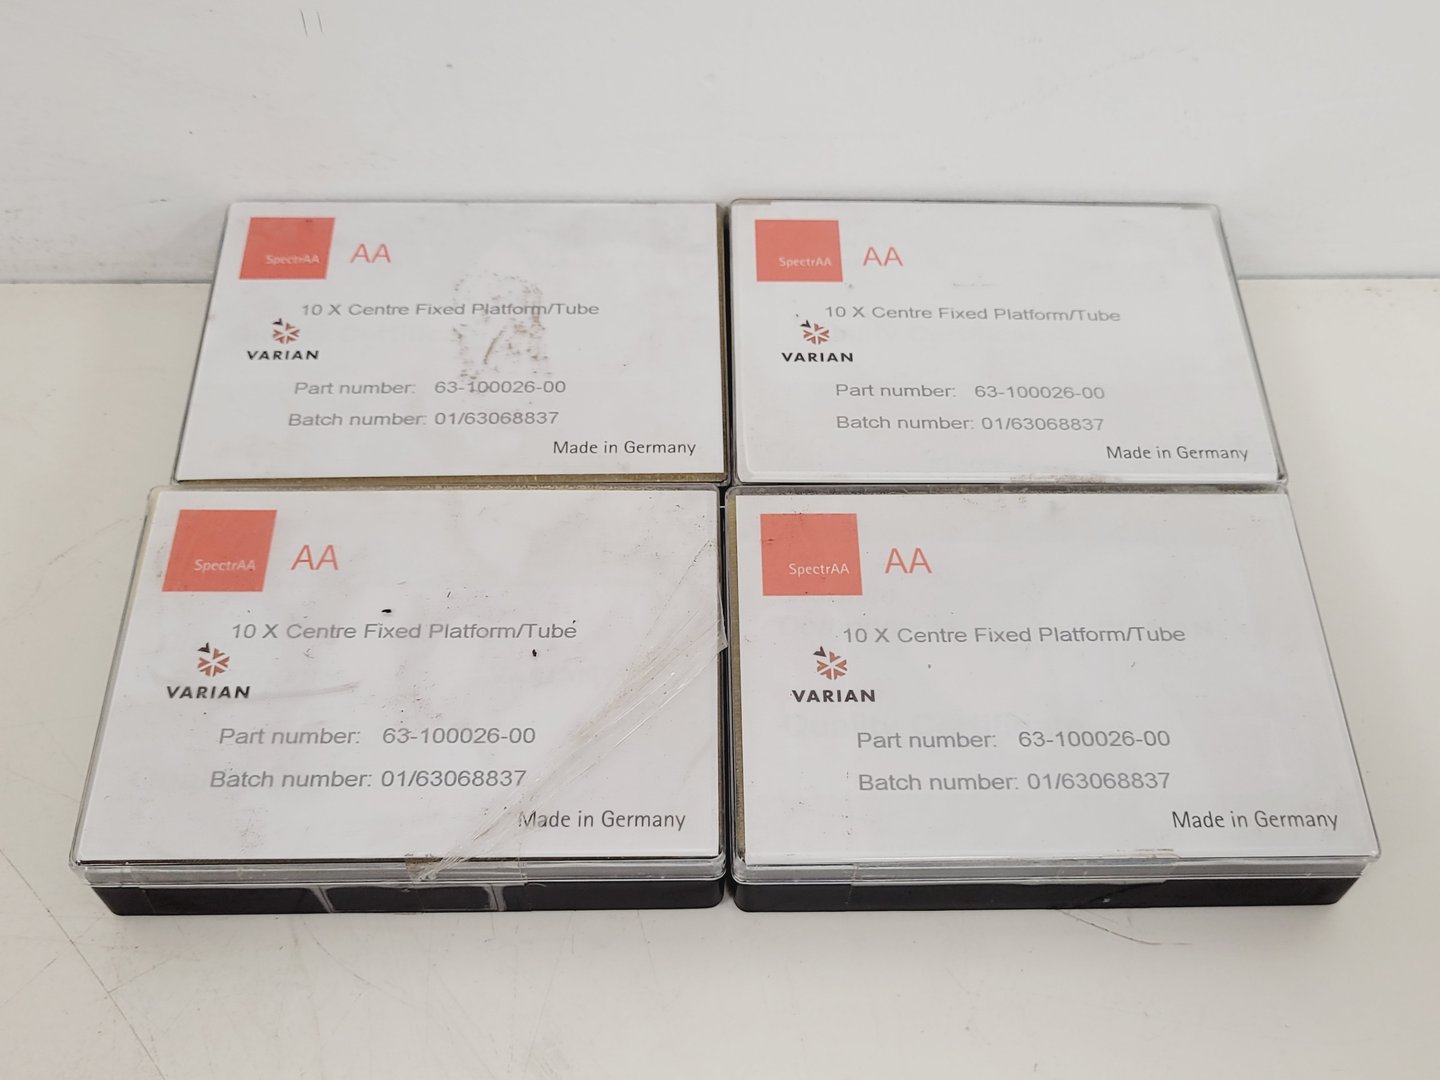 SpectrAA AA
10 X Centre Fixed Platform/Tube
VARIAN
Part number: 63-100026-00
Batch number: 01/63068837
Made in Germany
SpectrAA AA
10 X Centre Fixed Platform/Tube
VARIAN
Part number: 63-100026-00
Batch number: 01/63068837
Made in Germany
SpectrAA AA
10 X Centre Fixed Platform/Tube
VARIAN
Part number: 63-100026-00
Batch number: 01/63068837
Made in Germany
SpectrAA AA
10 X Centre Fixed Platform/Tube
VARIAN
Part number: 63-100026-00
Batch number: 01/63068837
Made in Germany